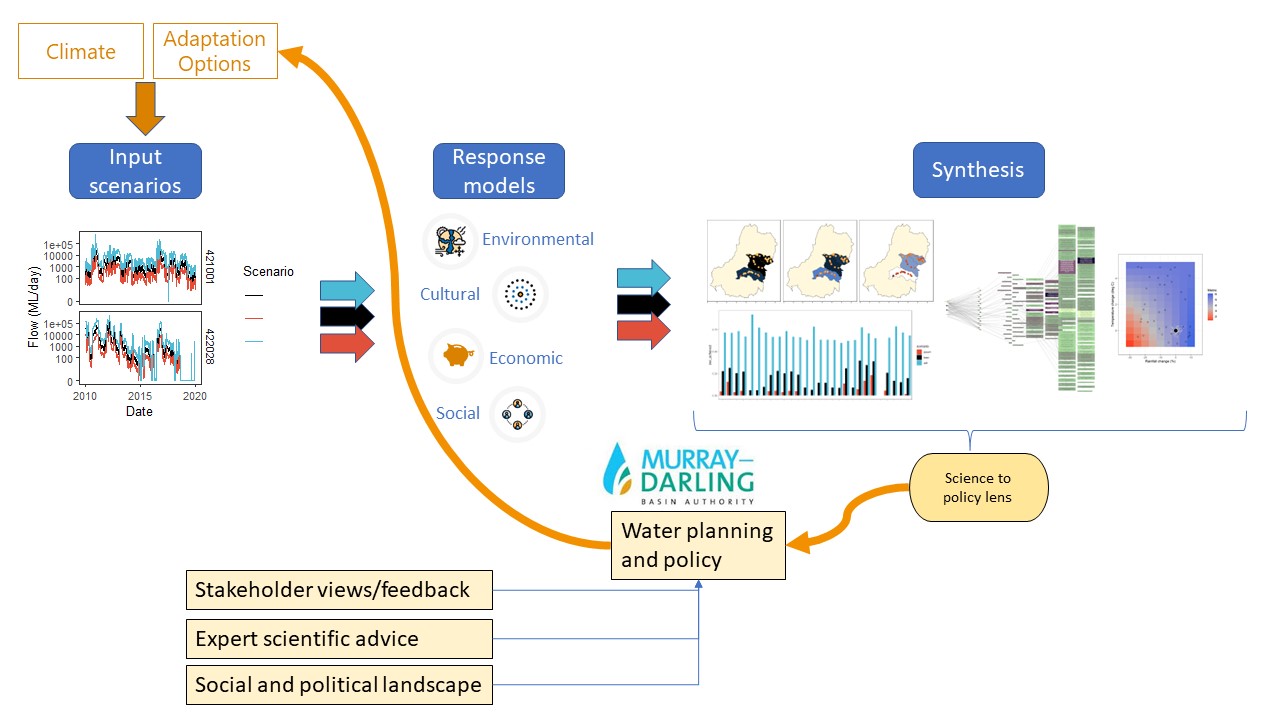 Climate
Adaptation
Options
Input
scenarios
Response
models
Synthesis
Flow (ML/day)
1e+05
10000
1000
100
0
421001
1e+05
10000
1000
100
0
422028
2010
2015
2020
Date
Scenario
Environmental
Cultural
Economic
Social
Rainfall change (%)
MURRAY–
DARLING
BASIN AUTHORITY
Science to
policy lens
Water planning
and policy
Stakeholder views/feedback
Expert scientific advice
Social and political landscape